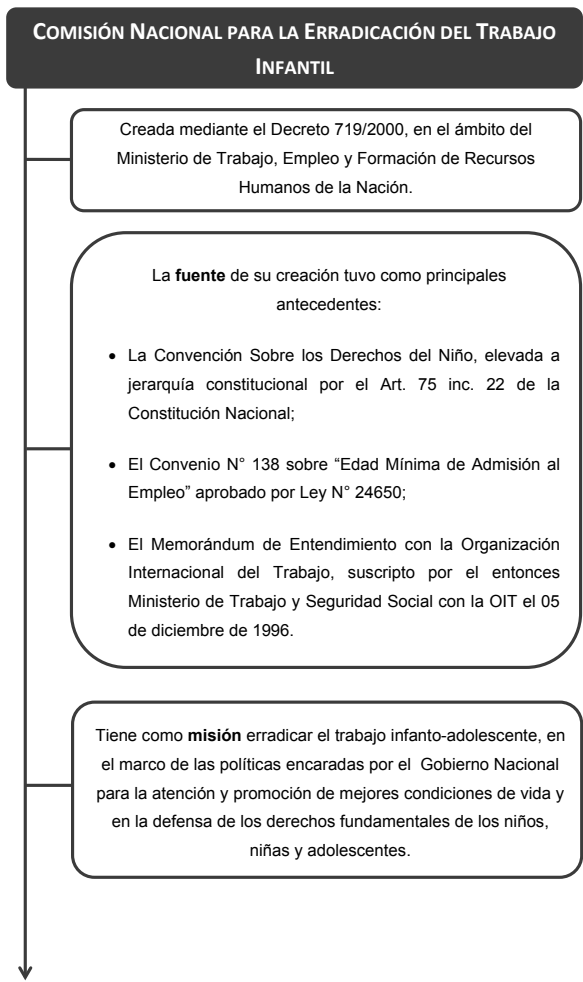 COMISIÓN NACIONAL PARA LA ERRADICACIÓN DEL TRABAJO
INFANTIL
Creada mediante el Decreto 719/2000, en el ámbito del
Ministerio de Trabajo, Empleo y Formación de Recursos
Humanos de la Nación.
La fuente de su creación tuvo como principales
antecedentes:
• La Convención Sobre los Derechos del Niño, elevada a
jerarquía constitucional por el Art. 75 inc. 22 de la
Constitución Nacional;
• El Convenio N° 138 sobre “Edad Mínima de Admisión al
Empleo” aprobado por Ley N° 24650;
• El Memorándum de Entendimiento con la Organización
Internacional del Trabajo, suscripto por el entonces
Ministerio de Trabajo y Seguridad Social con la OIT el 05
de diciembre de 1996.
Tiene como misión erradicar el trabajo infanto-adolescente, en
el marco de las políticas encaradas por el Gobierno Nacional
para la atención y promoción de mejores condiciones de vida y
en la defensa de los derechos fundamentales de los niños,
niñas y adolescentes.